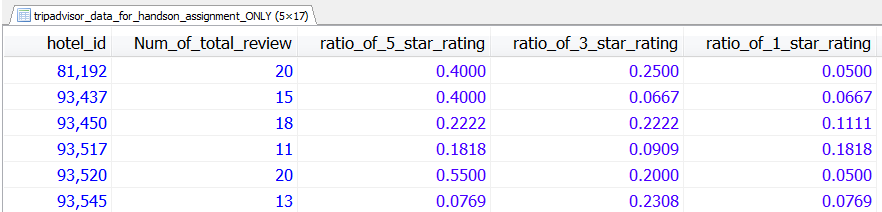 tripadvisor_data_for_handson_assignment_ONLY (5×17)
hotel_id Num_of_total_review ratio_of_5_star_rating ratio_of_3_star_rating ratio_of_1_star_rating
81,192 20 0.4000 0.2500 0.0500
93,437 15 0.4000 0.0667 0.0667
93,450 18 0.2222 0.2222 0.1111
93,517 11 0.1818 0.0909 0.1818
93,520 20 0.5500 0.2000 0.0500
93,545 13 0.0769 0.2308 0.0769